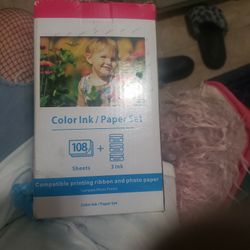 Color Ink / Paper Set
108
+
Sheets
3 Ink
Compatible printing ribbon and photo paper
Color Ink / Paper Set